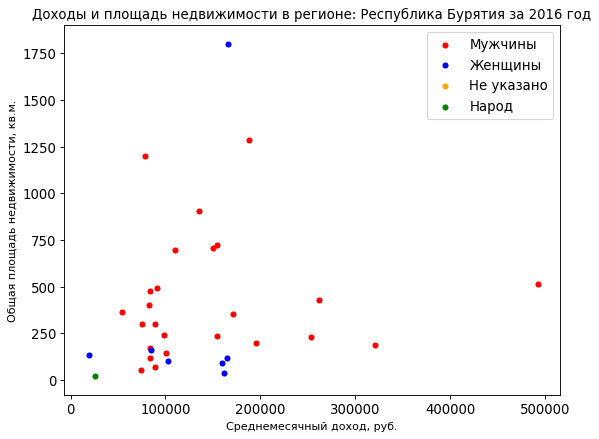 Доходы и площадь недвижимости в регионе: Республика Бурятия за 2016 год
Мужчины
Женщины
Не указано
Народ
1750
1500
1250
1000
750
500
250
0
Общая площадь недвижимости, кв.м.
0 100000 200000 300000 400000 500000
Среднемесячный доход, руб.